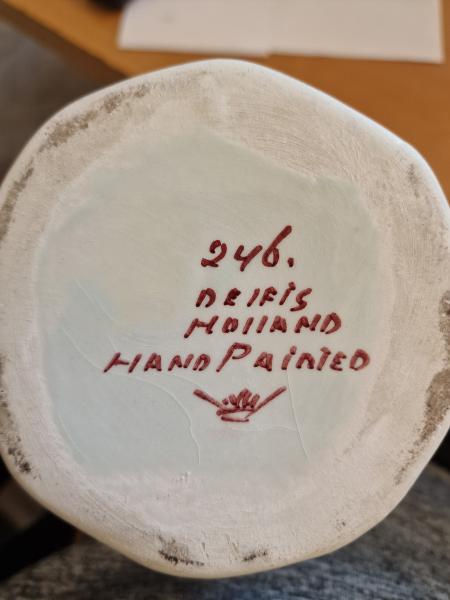 246.
DElFTS
HOllAND
HAND PAiNTED